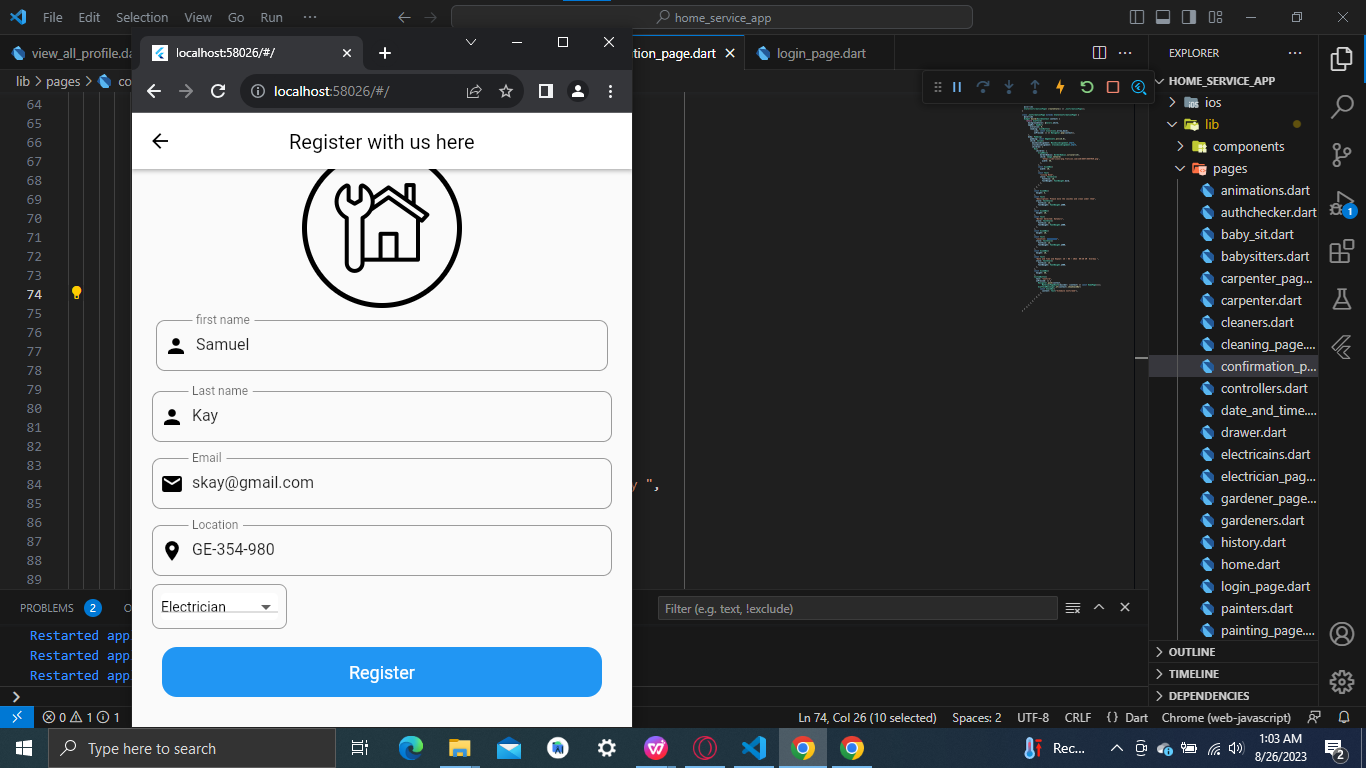 File Edit Selection View Go Run ···
home_service_app
view_all_profile.da
localhost:58026/#/
tion_page.dart
login_page.dart
EXPLORER
lib > pages > co
localhost:58026/#/
HOME_SERVICE_APP
ios
lib
components
pages
animations.dart
authchecker.dart
baby_sit.dart
babysitters.dart
carpenter_pag...
carpenter.dart
cleaners.dart
cleaning_page....
confirmation_p...
controllers.dart
date_and_time....
drawer.dart
electricains.dart
electrician_pag...
gardener_page...
gardeners.dart
history.dart
home.dart
login_page.dart
painters.dart
painting_page....
OUTLINE
TIMELINE
DEPENDENCIES
1
64
65
66
67
68
69
70
71
72
73
74
75
76
77
78
79
80
81
82
83
84
85
86
87
88
89
y ",
Register with us here
first name
Samuel
Last name
Kay
Email
skay@gmail.com
Location
GE-354-980
Electrician
Register
PROBLEMS 2 O
Filter (e.g. text, !exclude)
Restarted app
Restarted app
Restarted app
0 1 1
Ln 74, Col 26 (10 selected) Spaces: 2 UTF-8 CRLF {} Dart Chrome (web-javascript)
Type here to search
Rec...
1:03 AM
8/26/2023
2